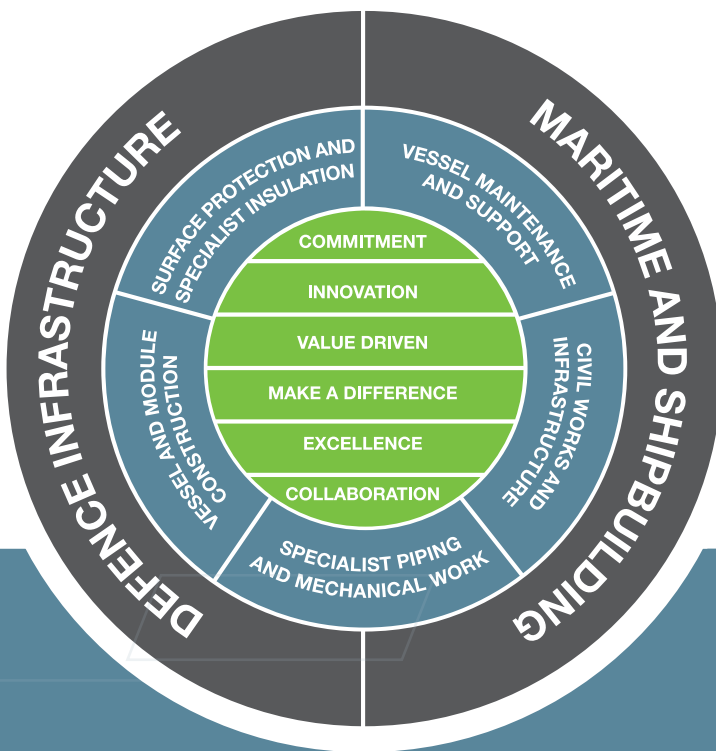 DEFENCE INFRASTRUCTURE
MARITIME AND SHIPBUILDING
SURFACE PROTECTION AND
SPECIALIST INSULATION
VESSEL MAINTENANCE
AND SUPPORT
CIVIL WORKS AND
INFRASTRUCTURE
SPECIALIST PIPING
AND MECHANICAL WORK
VESSEL AND MODULE
CONSTRUCTION
COMMITMENT
INNOVATION
VALUE DRIVEN
MAKE A DIFFERENCE
EXCELLENCE
COLLABORATION